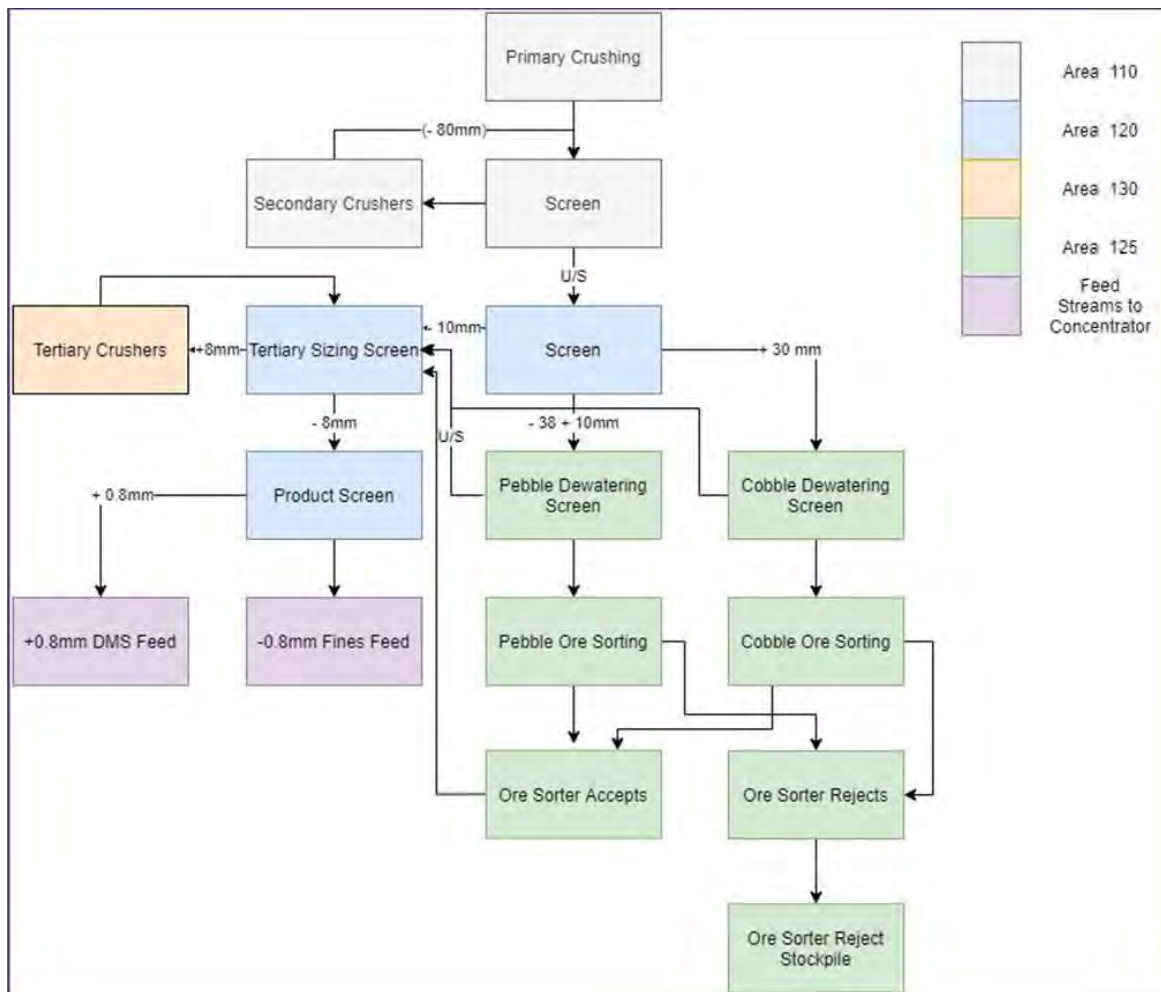 Primary Crushing
Area 110
(- 80mm)
Area 120
Area 130
Secondary Crushers
Screen
Area 125
U/S
Feed
Streams to
Concentrator
- 10mm
Tertiary Crushers
+8mm
Tertiary Sizing Screen
Screen
+ 30 mm
- 8mm
U/S
- 38 + 10mm
+ 0.8mm
Product Screen
Pebble Dewatering
Screen
Cobble Dewatering
Screen
+0.8mm DMS Feed
-0.8mm Fines Feed
Pebble Ore Sorting
Cobble Ore Sorting
Ore Sorter Accepts
Ore Sorter Rejects
Ore Sorter Reject
Stockpile